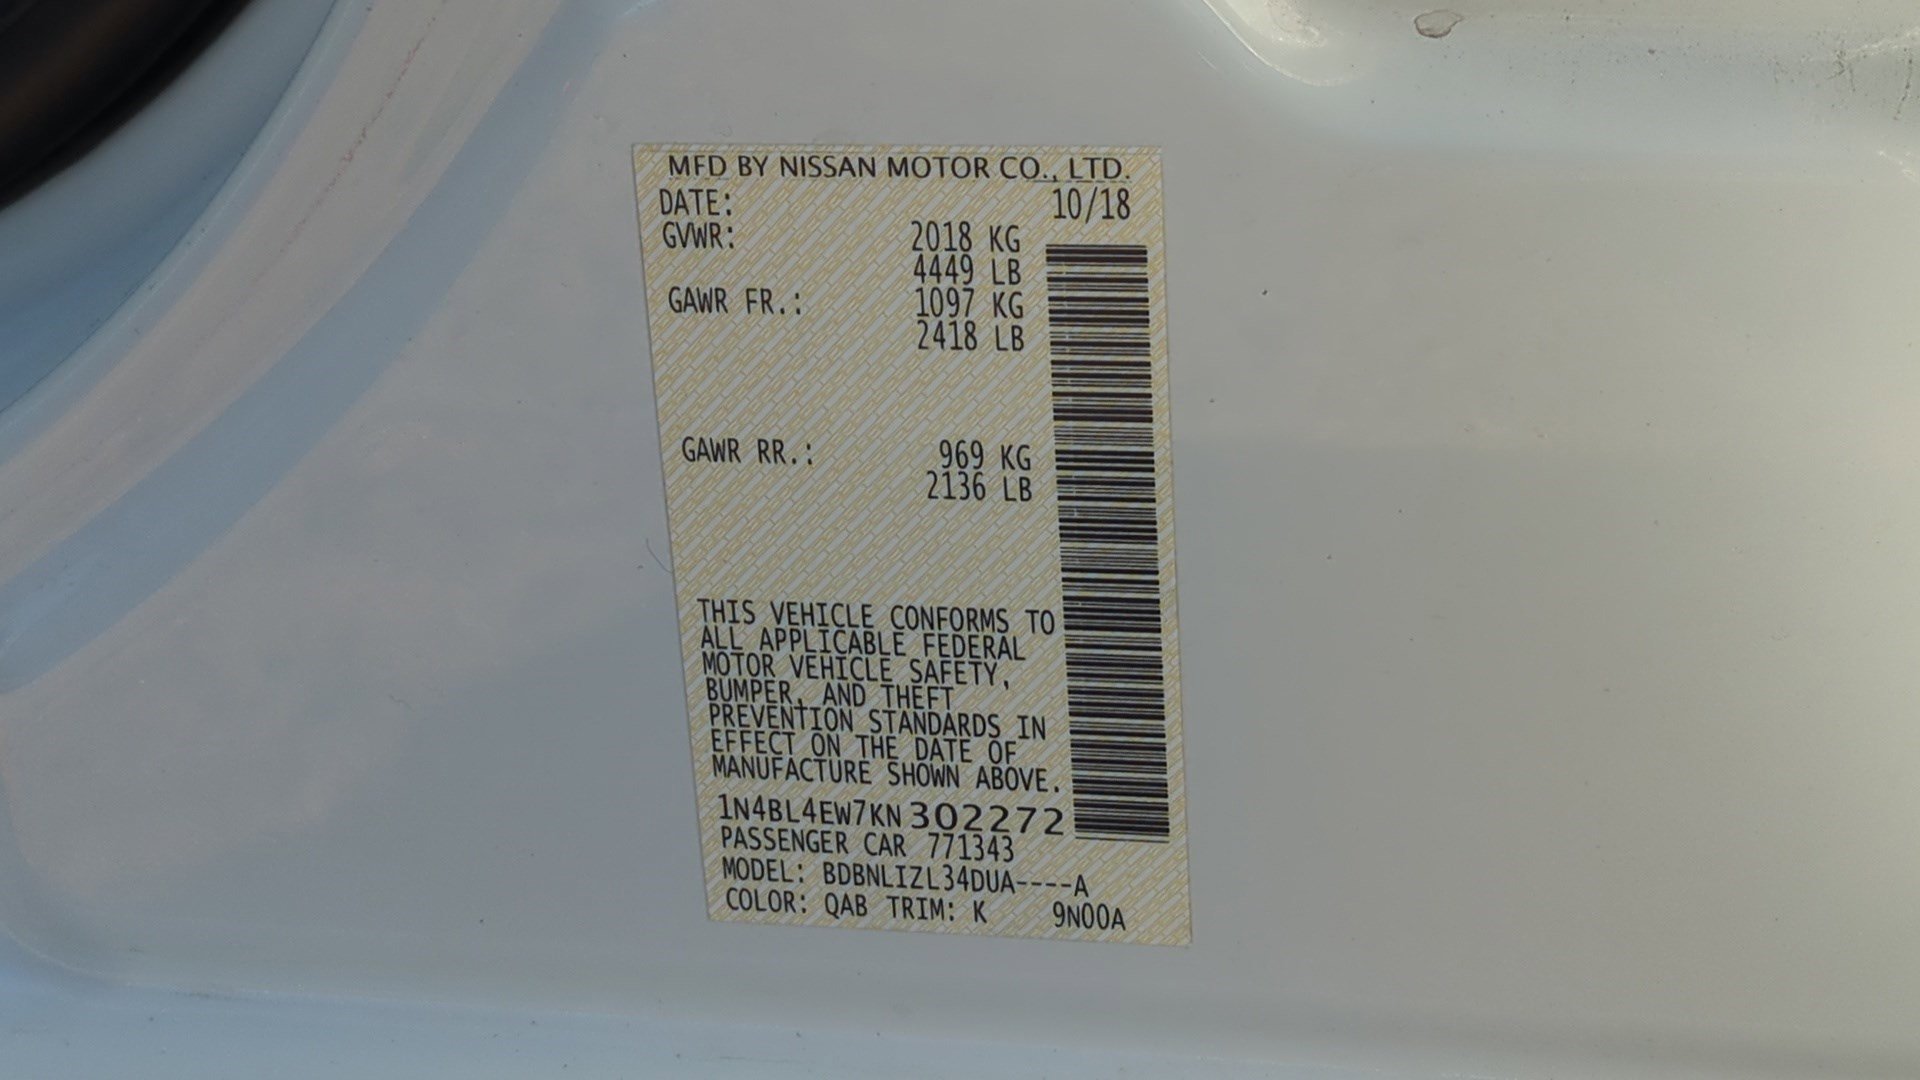 MFD BY NISSAN MOTOR CO., LTD.
DATE: 10/18
GVWR: 2018 KG
4449 LB
GAWR FR.: 1097 KG
2418 LB
GAWR RR.: 969 KG
2136 LB
THIS VEHICLE CONFORMS TO
ALL APPLICABLE FEDERAL
MOTOR VEHICLE SAFETY,
BUMPER, AND THEFT
PREVENTION STANDARDS IN
EFFECT ON THE DATE OF
MANUFACTURE SHOWN ABOVE.
1N4BL4EW7KN302272
PASSENGER CAR 771343
MODEL: BDBNLIZL34DUA----A
COLOR: QAB TRIM: K 9N00A